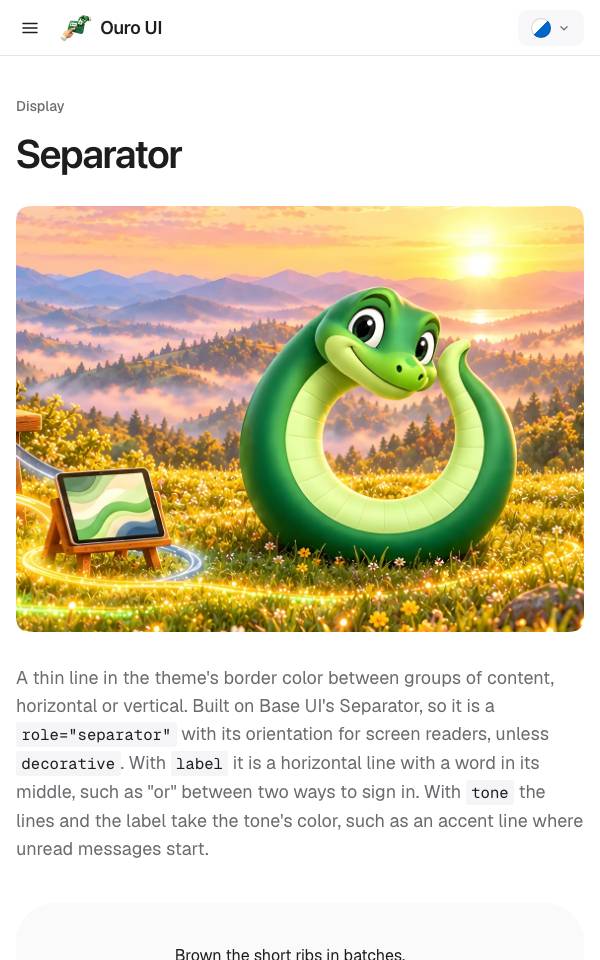 Ouro UI
Display
Separator
A thin line in the theme's border color between groups of content,
horizontal or vertical. Built on Base UI's Separator, so it is a
role="separator" with its orientation for screen readers, unless
decorative. With label it is a horizontal line with a word in its
middle, such as "or" between two ways to sign in. With tone the
lines and the label take the tone's color, such as an accent line where
unread messages start.
Brown the short ribs in batches.